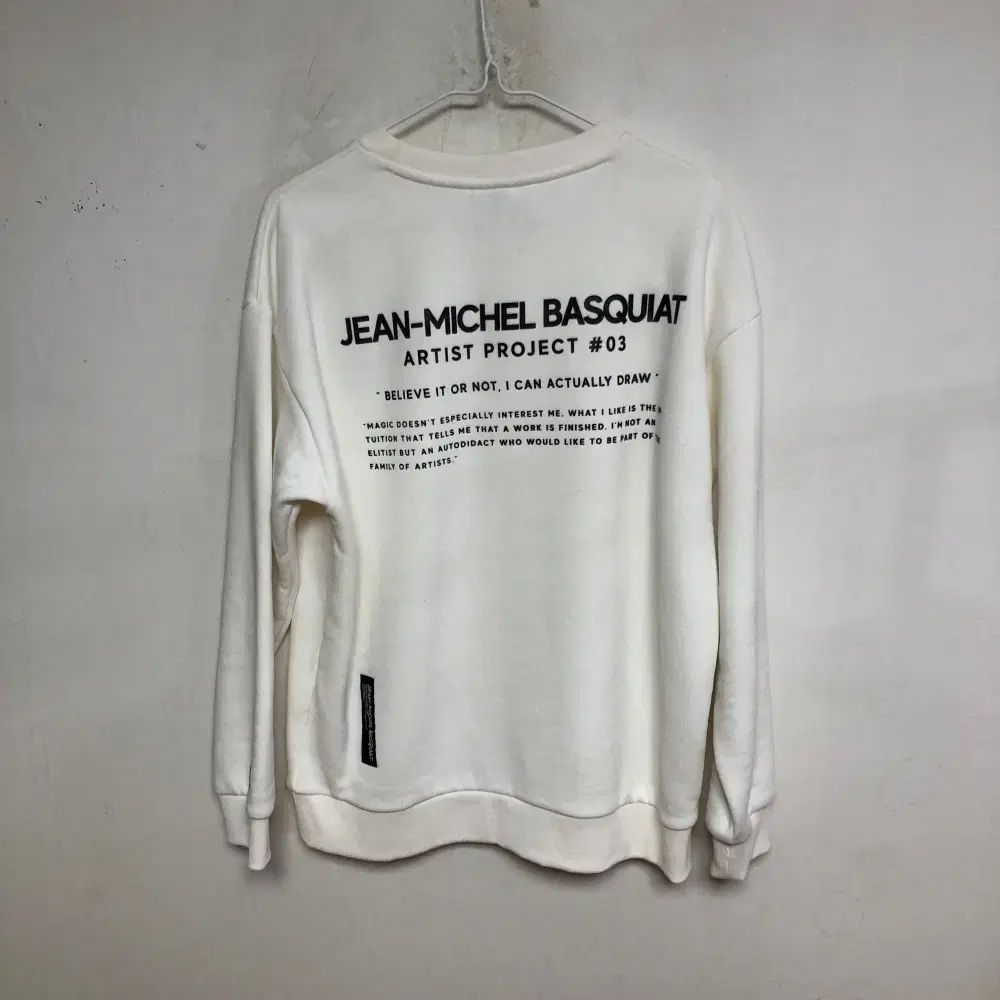 JEAN-MICHEL BASQUIAT
ARTIST PROJECT #03
" BELIEVE IT OR NOT, I CAN ACTUALLY DRAW "
"MAGIC DOESN'T ESPECIALLY INTEREST ME, WHAT I LIKE IS THE
TUITION THAT TELLS ME THAT A WORK IS FINISHED. I'M NOT AN
ELITIST BUT AN AUTODIDACT WHO WOULD LIKE TO BE PART OF
FAMILY OF ARTISTS."
JEAN-MICHEL BASQUIAT